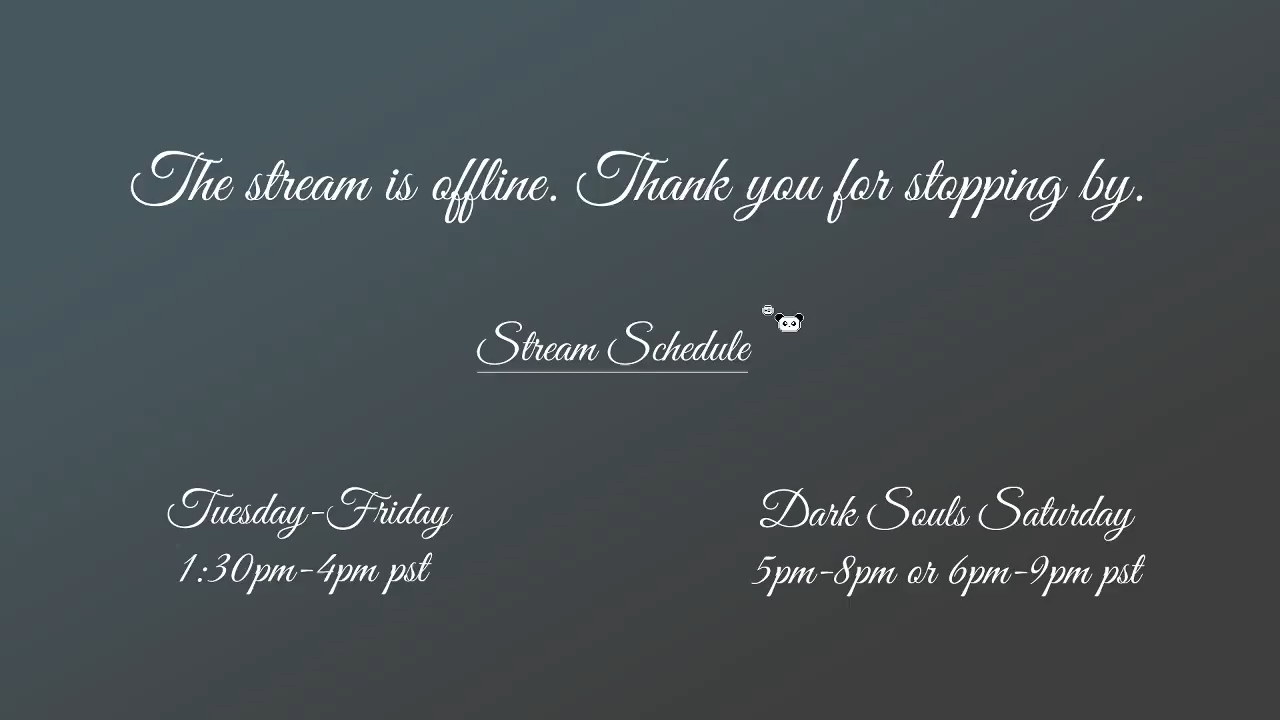 The stream is offline. Thank you for stopping by.
Stream Schedule
Tuesday-Friday
1:30pm-4pm pst
Dark Souls Saturday
5pm-8pm or 6pm-9pm pst